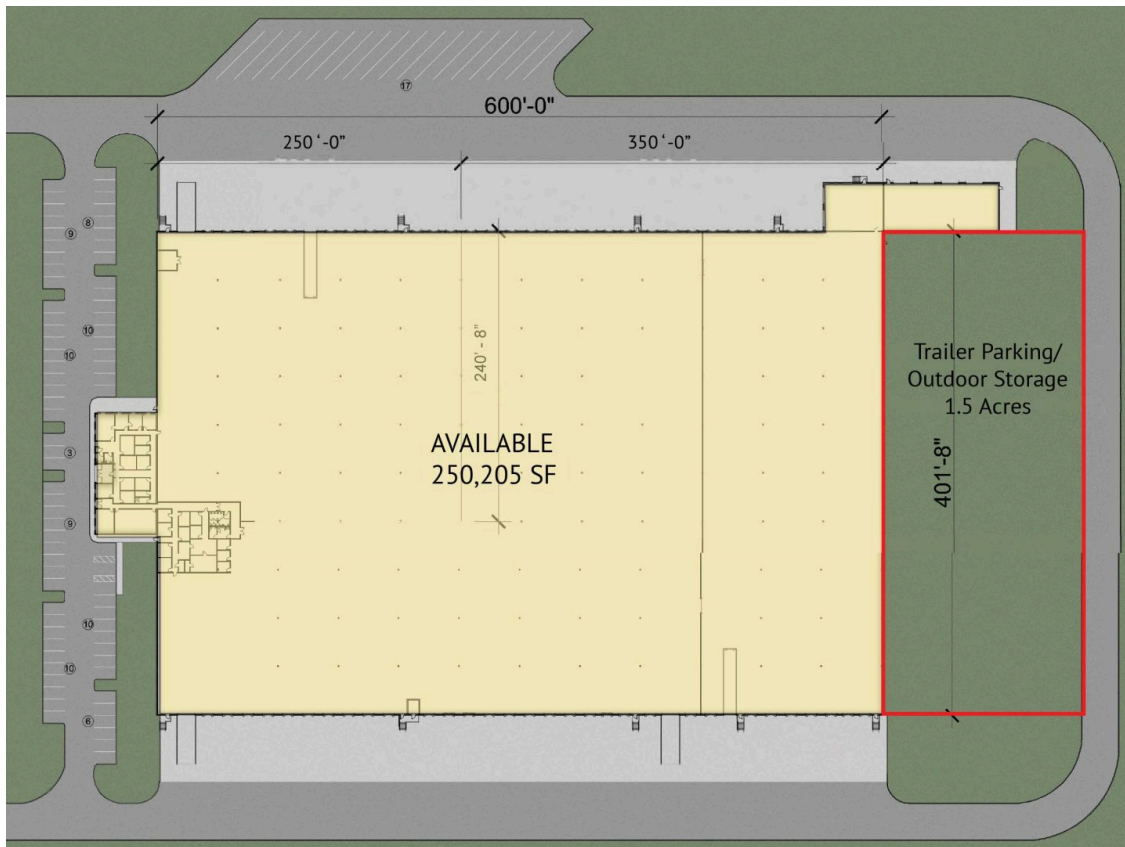 17
600'-0"
250 '-0”
350 ‘-0”
8
9
10
10
240' - 8"
Trailer Parking/
Outdoor Storage
1.5 Acres
AVAILABLE
250,205 SF
401'-8"
3
9
10
10
6